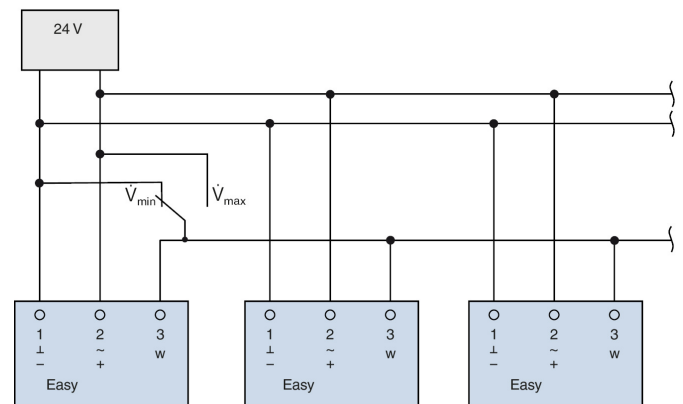 24 V
V̇min V̇max
1 2 3 1 2 3 1 2 3
⊥ ~ w ⊥ ~ w ⊥ ~ w
– + – + – +
Easy Easy Easy